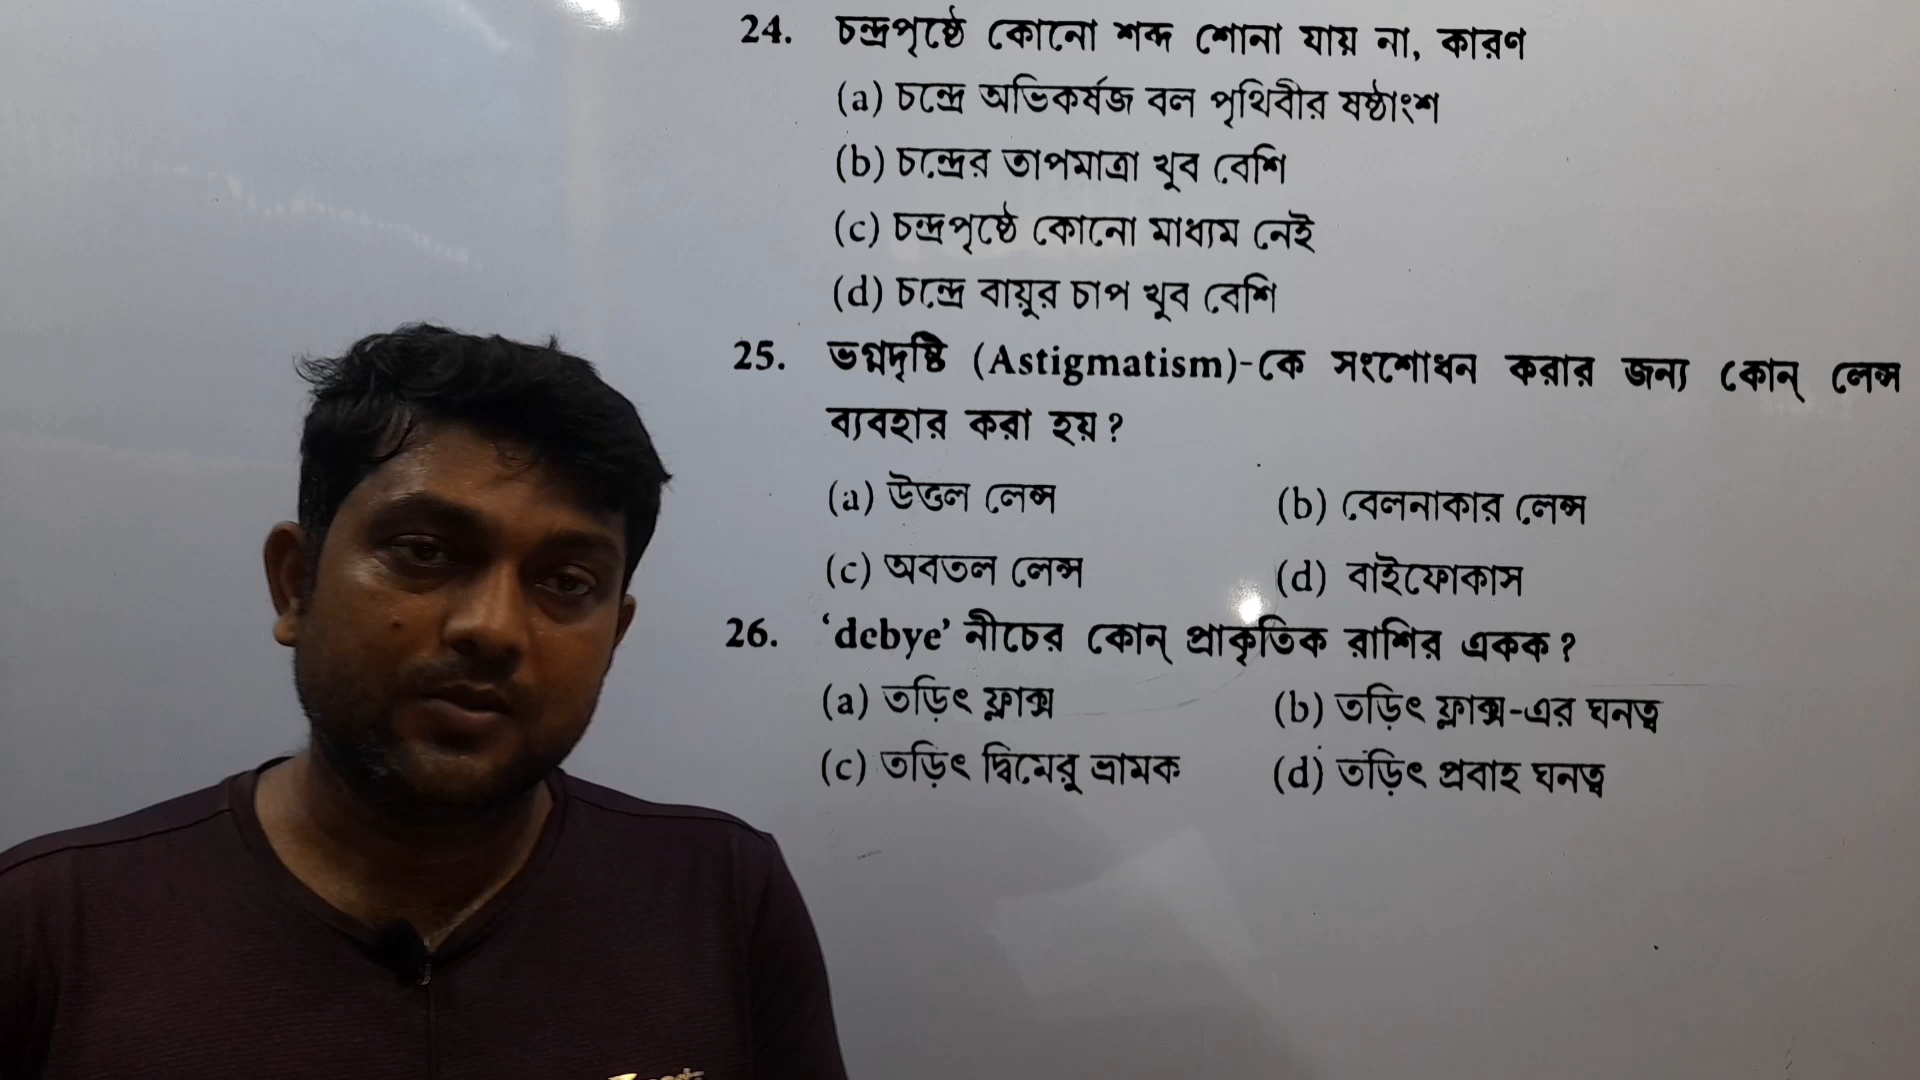 24. চন্দ্রপৃষ্ঠে কোনো শব্দ শোনা যায় না, কারণ
(a) চন্দ্রে অভিকর্ষজ বল পৃথিবীর ষষ্ঠাংশ
(b) চন্দ্রের তাপমাত্রা খুব বেশি
(c) চন্দ্রপৃষ্ঠে কোনো মাধ্যম নেই
(d) চন্দ্রে বায়ুর চাপ খুব বেশি
25. ভগ্নদৃষ্টি (Astigmatism)-কে সংশোধন করার জন্য কোন্ লেন্স
ব্যবহার করা হয়?
(a) উত্তল লেন্স (b) বেলনাকার লেন্স
(c) অবতল লেন্স (d) বাইফোকাস
26. ‘debye’ নীচের কোন্ প্রাকৃতিক রাশির একক?
(a) তড়িৎ ফ্লাক্স (b) তড়িৎ ফ্লাক্স-এর ঘনত্ব
(c) তড়িৎ দ্বিমেরু ভ্রামক (d) তড়িৎ প্রবাহ ঘনত্ব